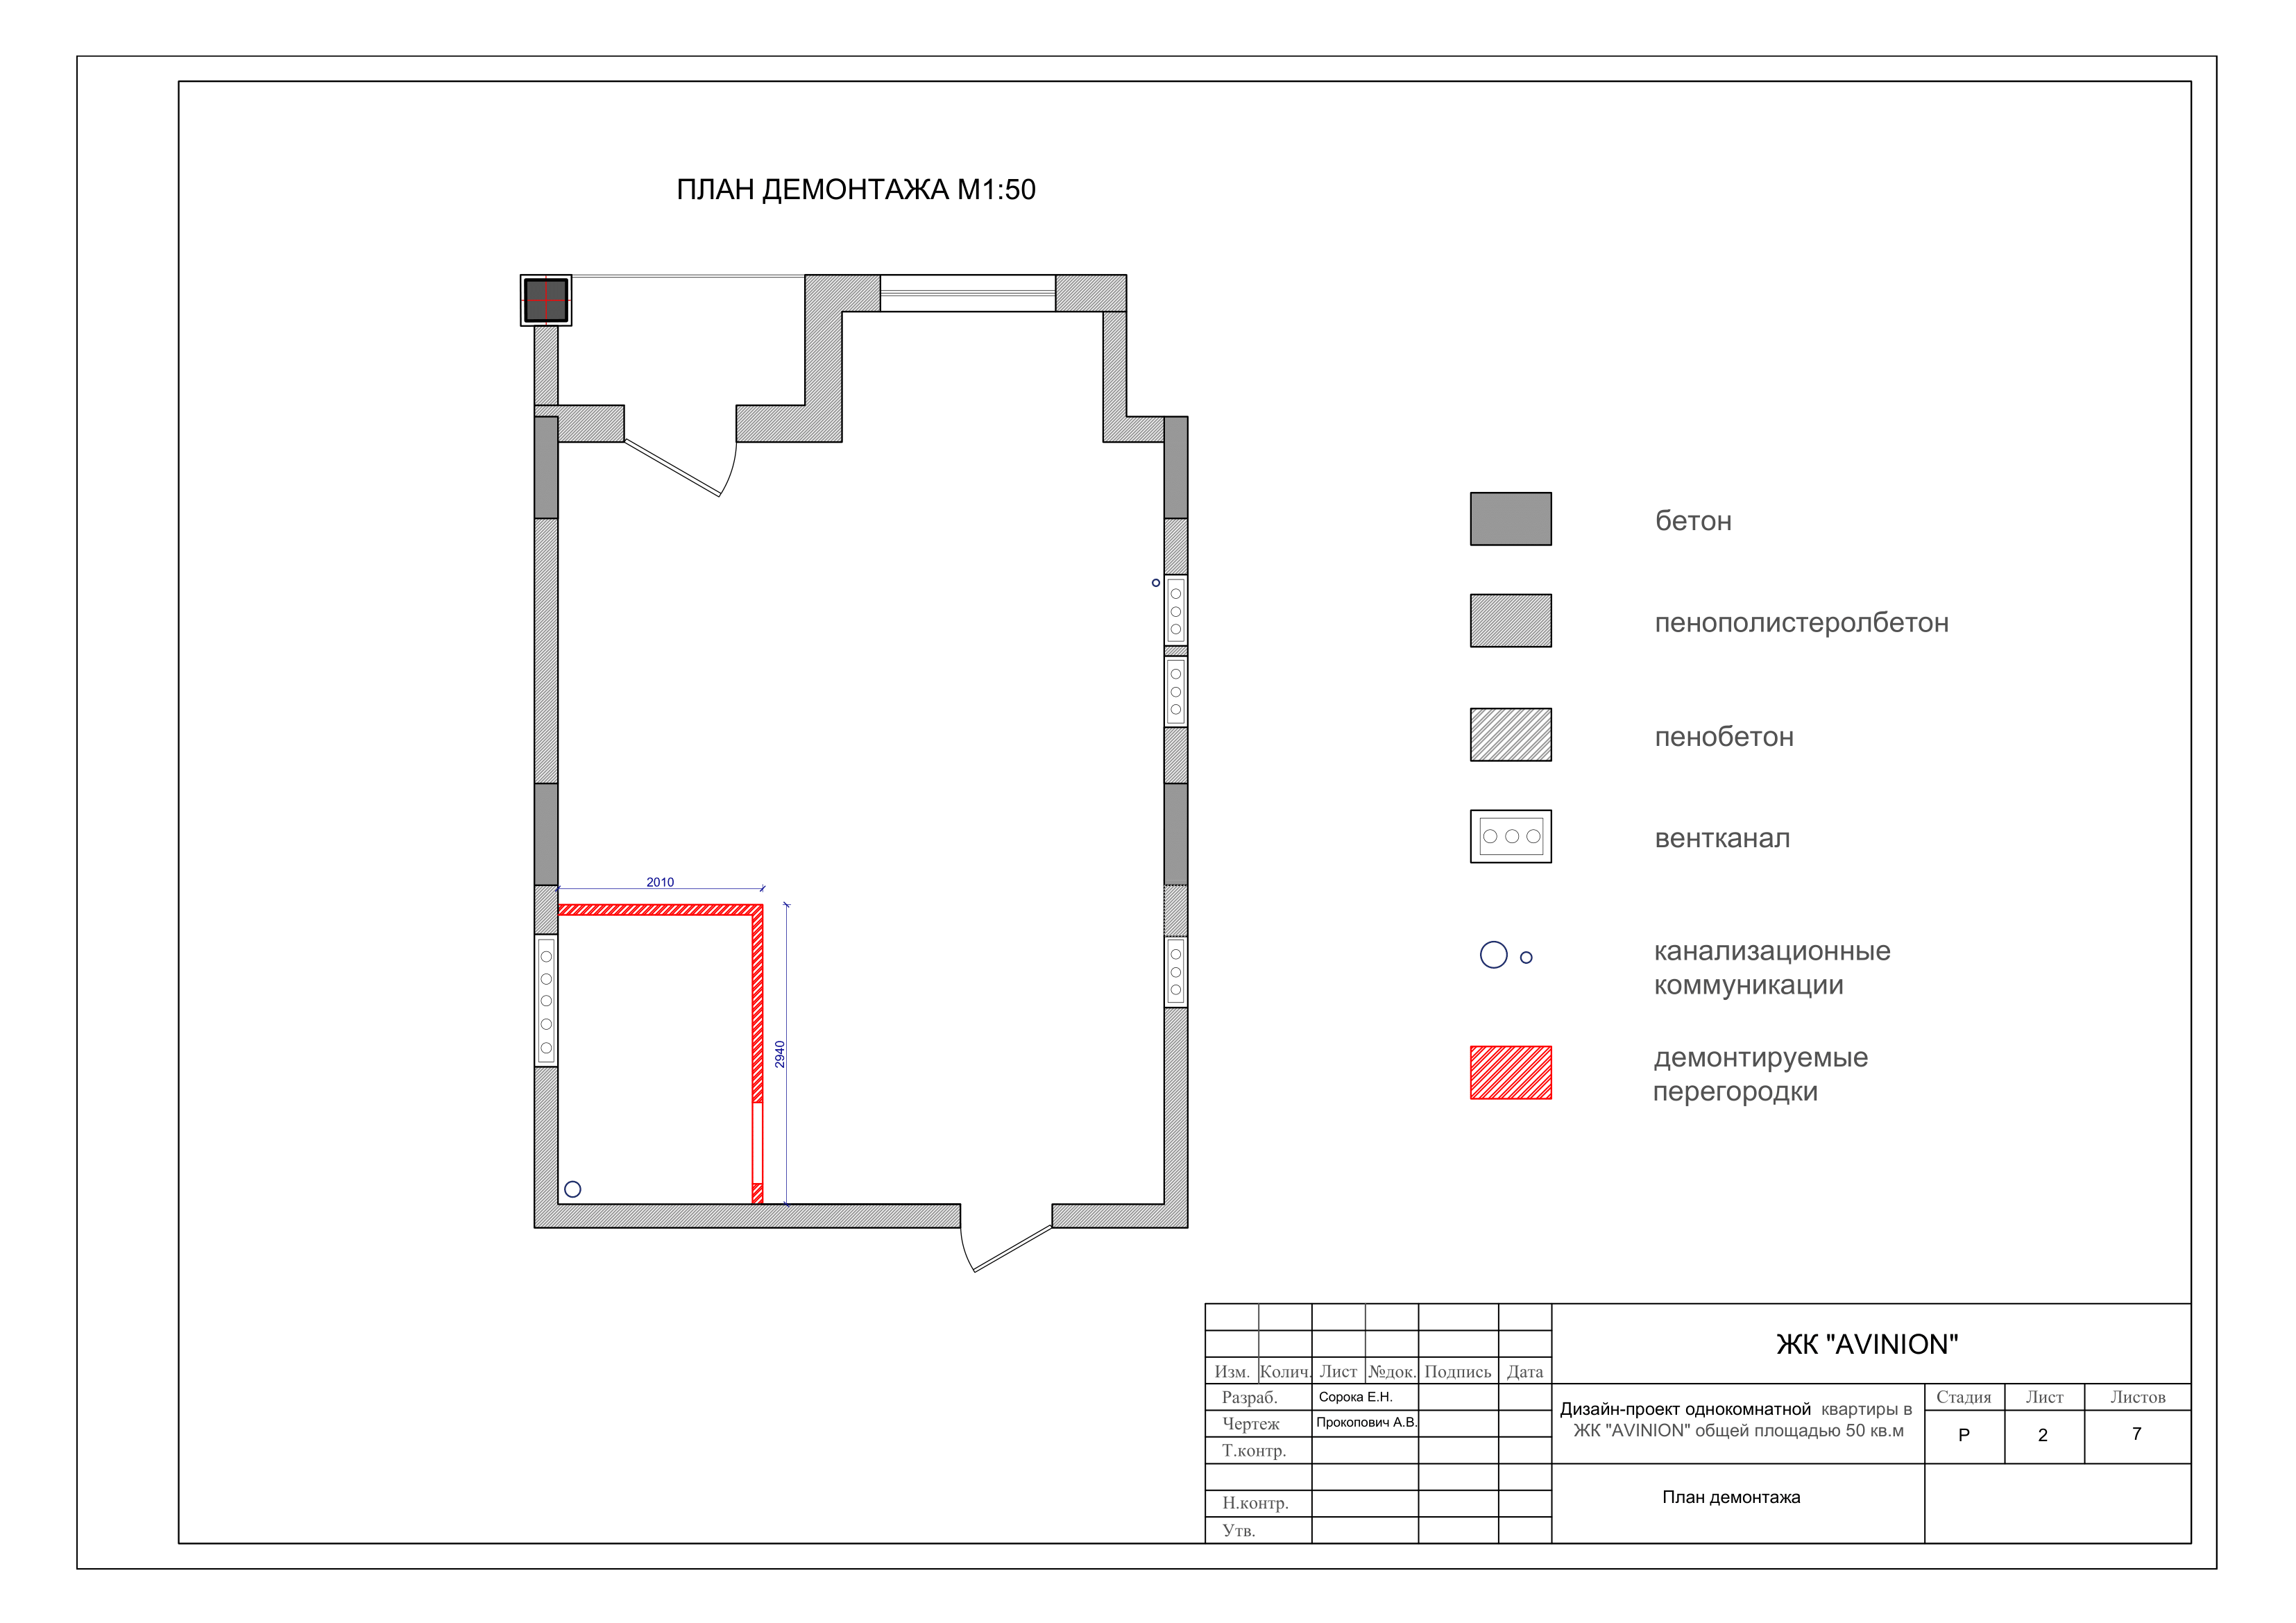 ПЛАН ДЕМОНТАЖА М1:50
бетон
пенополистеролбетон
пенобетон
вентканал
канализационные
коммуникации
демонтируемые
перегородки
2010
2940
ЖК "AVINION"
Изм. Колич. Лист №док. Подпись Дата
Разраб. Сорока Е.Н.
Чертеж Прокопович А.В.
Т.контр.
Н.контр.
Утв.
Дизайн-проект однокомнатной квартиры в
ЖК "AVINION" общей площадью 50 кв.м
Стадия Лист Листов
Р 2 7
План демонтажа